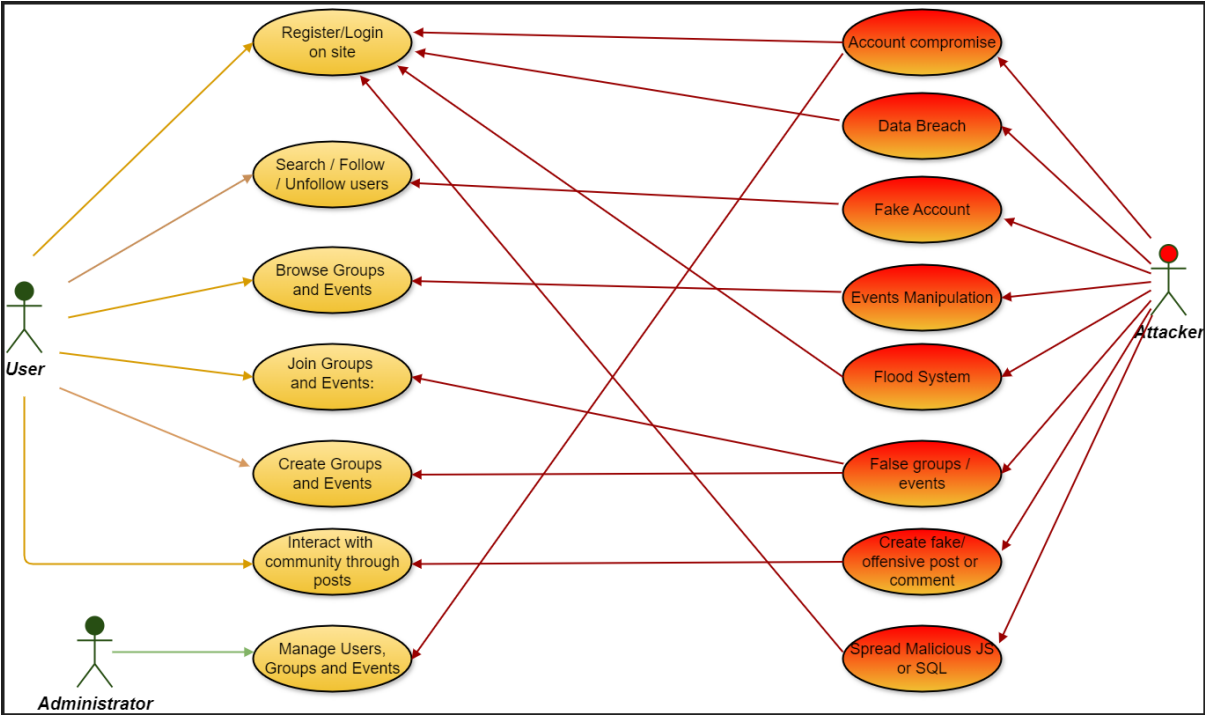 Register/Login
on site
Search / Follow
/ Unfollow users
Browse Groups
and Events
Join Groups
and Events:
Create Groups
and Events
Interact with
community through
posts
Manage Users,
Groups and Events
User
Administrator
Account compromise
Data Breach
Fake Account
Events Manipulation
Flood System
False groups /
events
Create fake/
offensive post or
comment
Spread Malicious JS
or SQL
Attacker